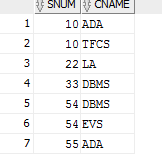 SNUM CNAME
1 10 ADA
2 10 TFCS
3 22 LA
4 33 DBMS
5 54 DBMS
6 54 EVS
7 55 ADA